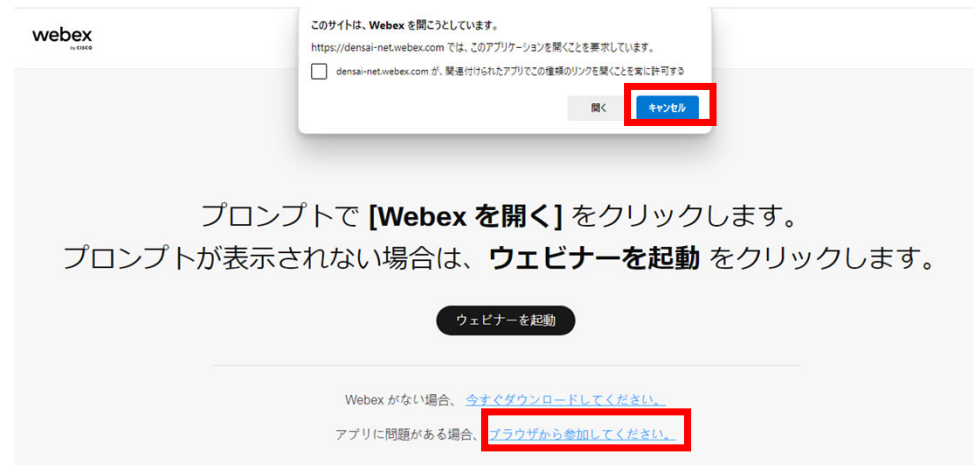 webex
by CISCO
このサイトは、Webex を開こうとしています。
https://densai-net.webex.com では、このアプリケーションを開くことを要求しています。
densai-net.webex.com が、関連付けられたアプリでこの種類のリンクを開くことを常に許可する
開く
キャンセル
プロンプトで [Webex を開く] をクリックします。
プロンプトが表示されない場合は、ウェビナーを起動 をクリックします。
ウェビナーを起動
Webex がない場合、 今すぐダウンロードしてください。
アプリに問題がある場合、 ブラウザから参加してください。